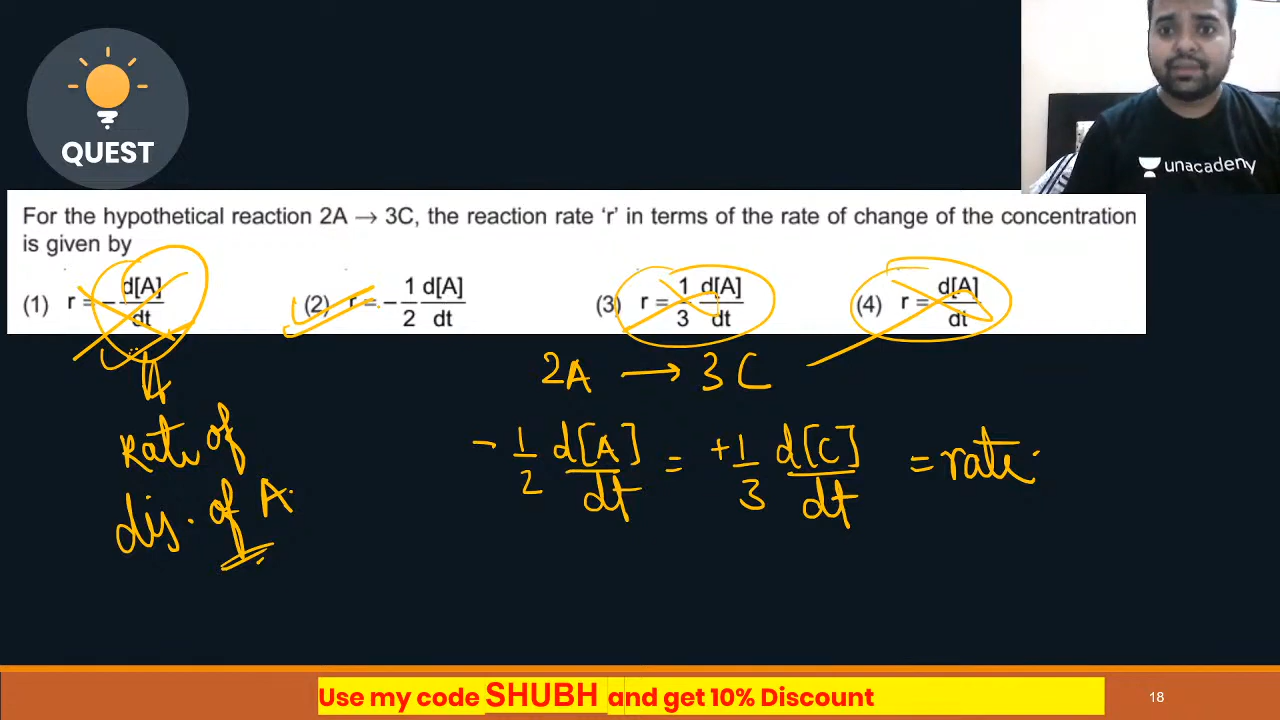 QUEST
unacademy
For the hypothetical reaction 2A → 3C, the reaction rate ‘r’ in terms of the rate of change of the concentration
is given by
(1) r = − d[A]/dt (2) r = − 1/2 d[A]/dt (3) r = 1/3 d[A]/dt (4) r = d[A]/dt
2A → 3C
Rate of
dis. of A.
− 1/2 d[A]/dt = + 1/3 d[C]/dt = rate.
Use my code SHUBH and get 10% Discount
18